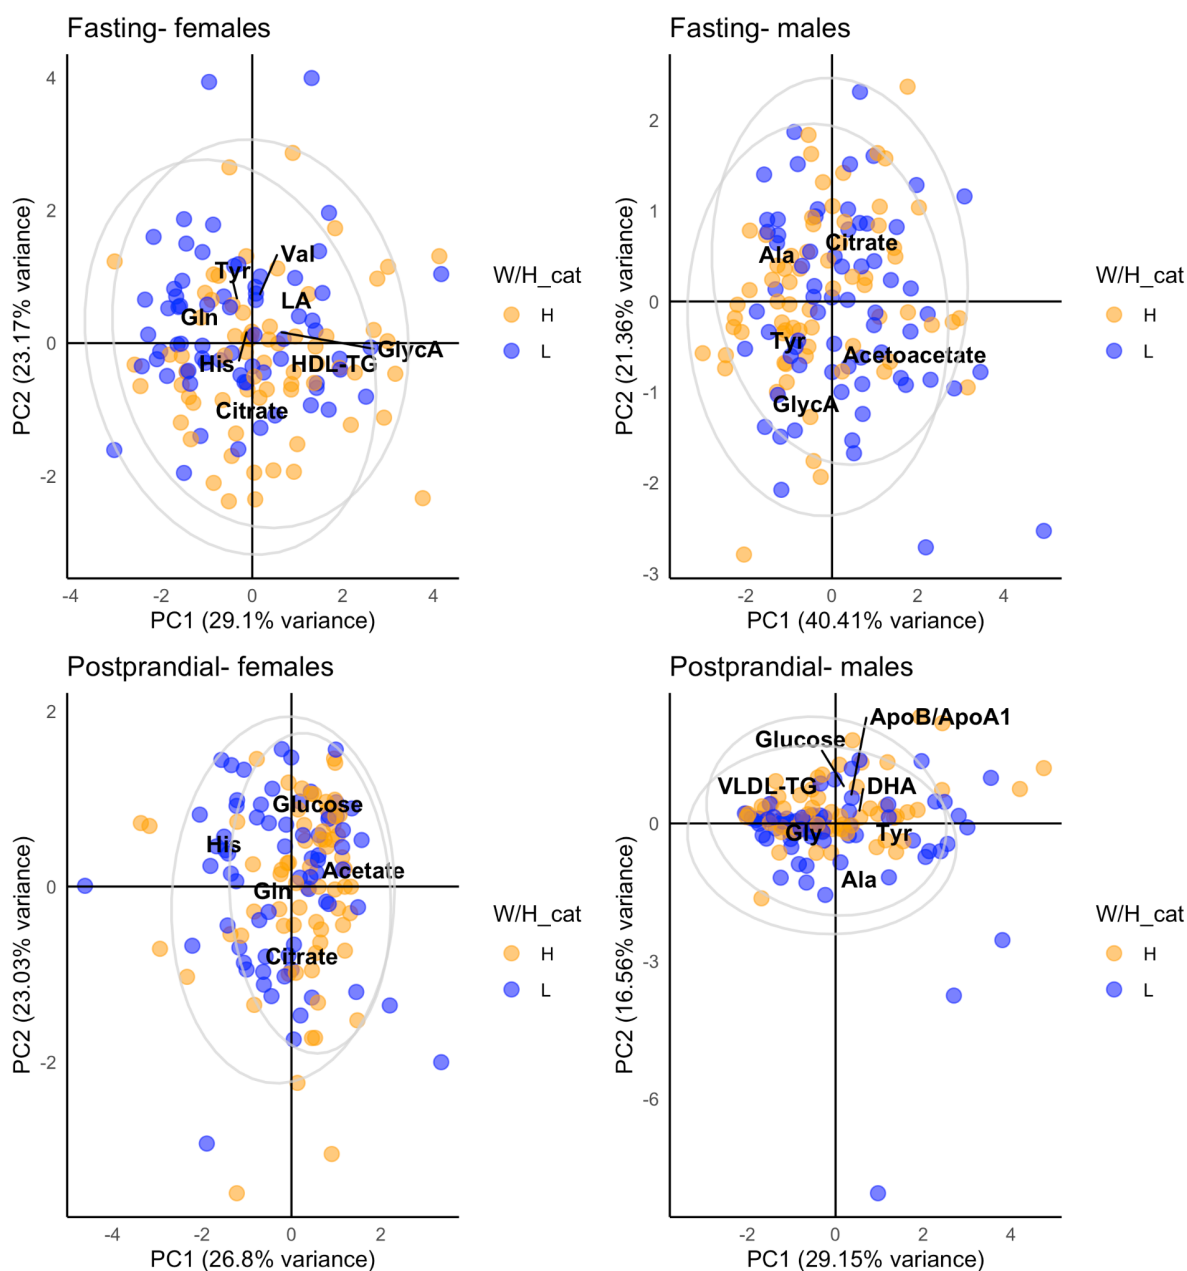 Fasting- females
4
2
0
-2
-4
-2
0
2
4
PC1 (29.1% variance)
PC2 (23.17% variance)
Val
Tyr
LA
Gln
GlycA
His
HDL-TG
Citrate
W/H_cat
H
L
Fasting- males
2
1
0
-1
-2
-3
-2
0
2
4
PC1 (40.41% variance)
PC2 (21.36% variance)
Citrate
Ala
Tyr
Acetoacetate
GlycA
W/H_cat
H
L
Postprandial- females
2
0
-2
-4
-2
0
2
PC1 (26.8% variance)
PC2 (23.03% variance)
Glucose
His
Acetate
Gln
Citrate
W/H_cat
H
L
Postprandial- males
0
-3
-6
-2
0
2
4
PC1 (29.15% variance)
PC2 (16.56% variance)
ApoB/ApoA1
Glucose
VLDL-TG
DHA
Gly
Tyr
Ala
W/H_cat
H
L